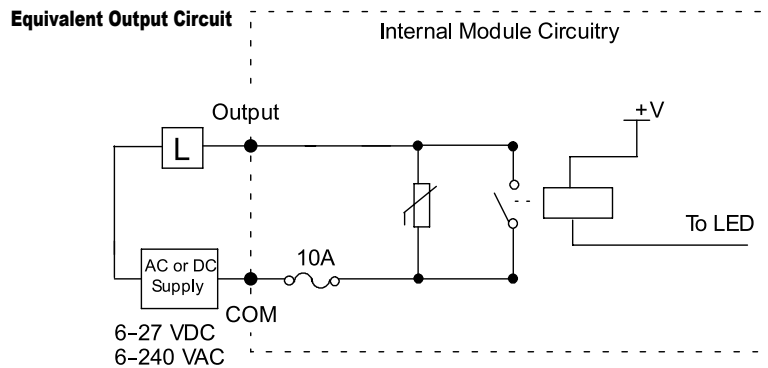 Equivalent Output Circuit
Internal Module Circuitry
Output
+V
L
To LED
10A
AC or DC
Supply
COM
6–27 VDC
6–240 VAC